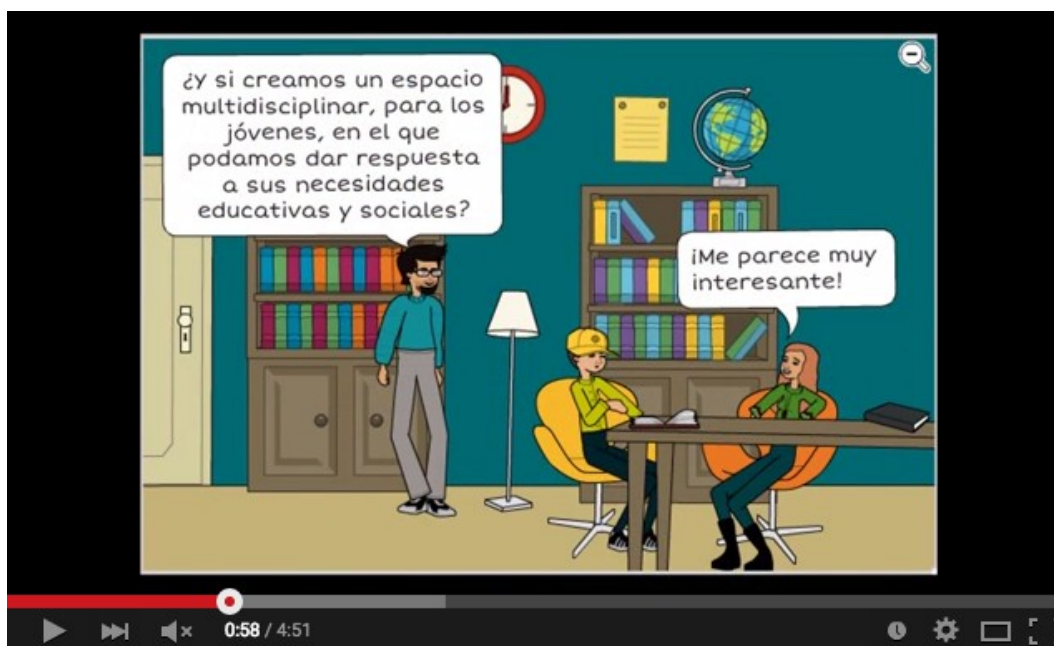 ¿Y si creamos un espacio
multidisciplinar, para los
jóvenes, en el que
podamos dar respuesta
a sus necesidades
educativas y sociales?
¡Me parece muy
interesante!
0:58 / 4:51